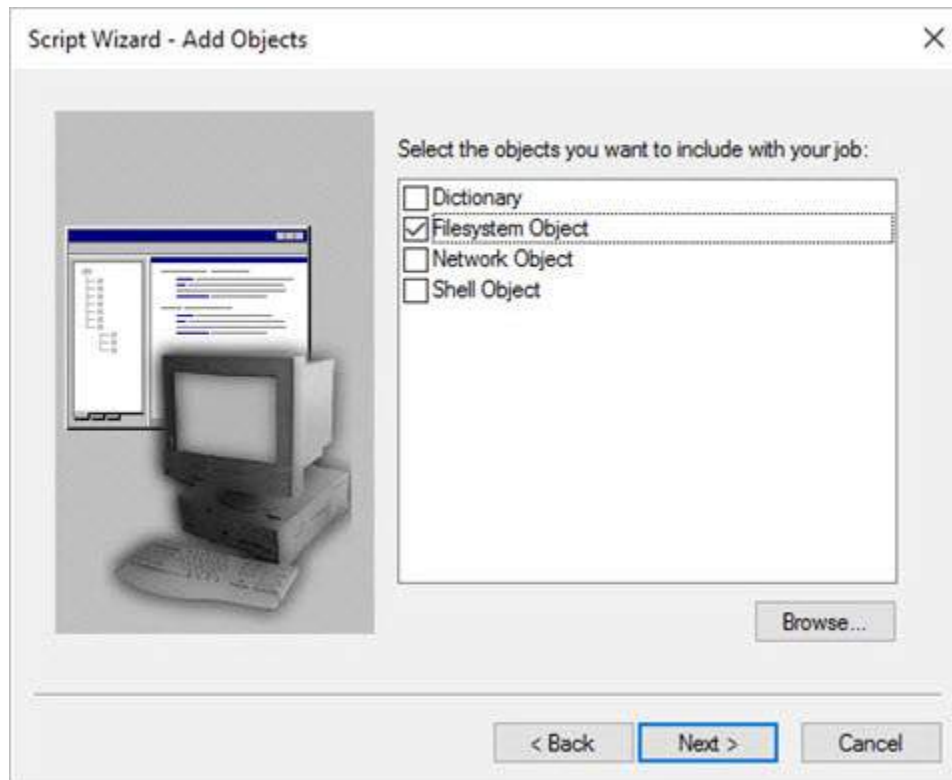 Script Wizard - Add Objects
Select the objects you want to include with your job:
Dictionary
Filesystem Object
Network Object
Shell Object
Browse...
< Back
Next >
Cancel